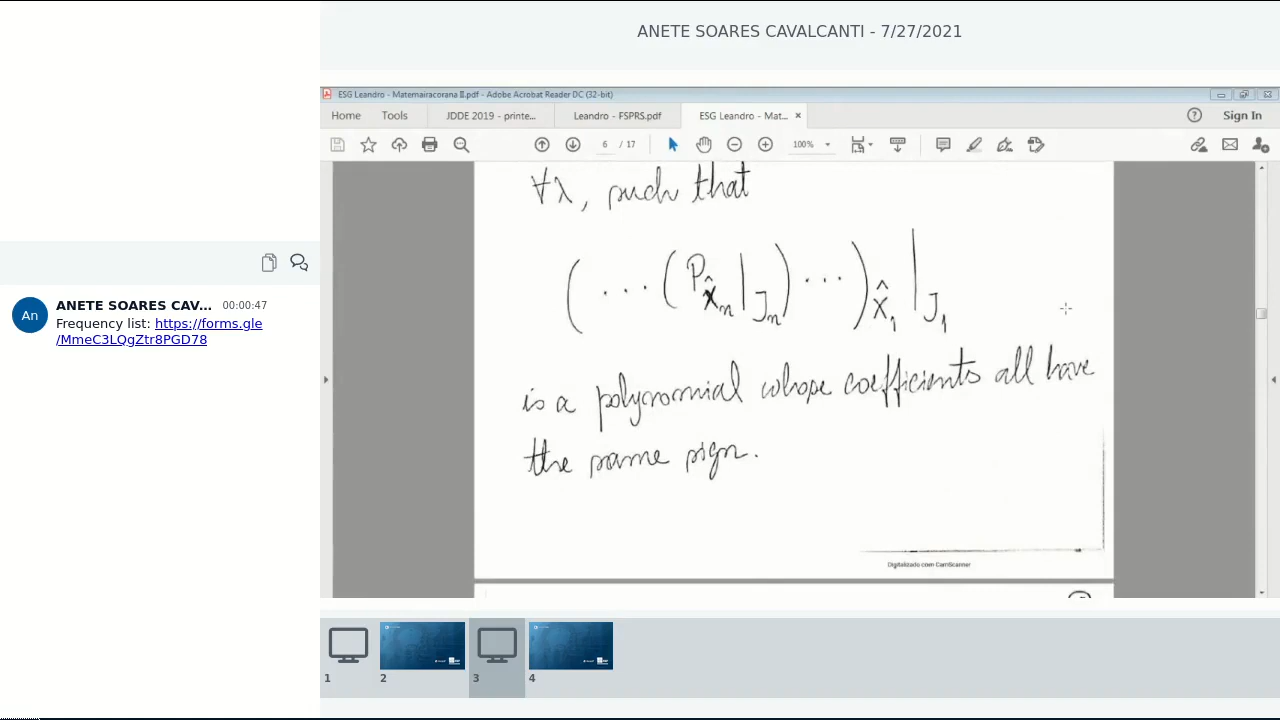 ANETE SOARES CAVALCANTI - 7/27/2021
ESG Leandro - Matemairacorana II.pdf - Adobe Acrobat Reader DC (32-bit)
Home Tools JDDE 2019 - printe... Leandro - FSPRS.pdf ESG Leandro - Mat... × Sign In
6 / 17 100%
∀λ, such that
(...(P_{\hat{X}_n}|_{J_n})...)_{\hat{X}_1}|_{J_1}
is a polynomial whose coefficients all have
the same sign.
Digitalizado com CamScanner
An
ANETE SOARES CAV... 00:00:47
Frequency list: https://forms.gle
/MmeC3LQgZtr8PGD78
1 2 3 4